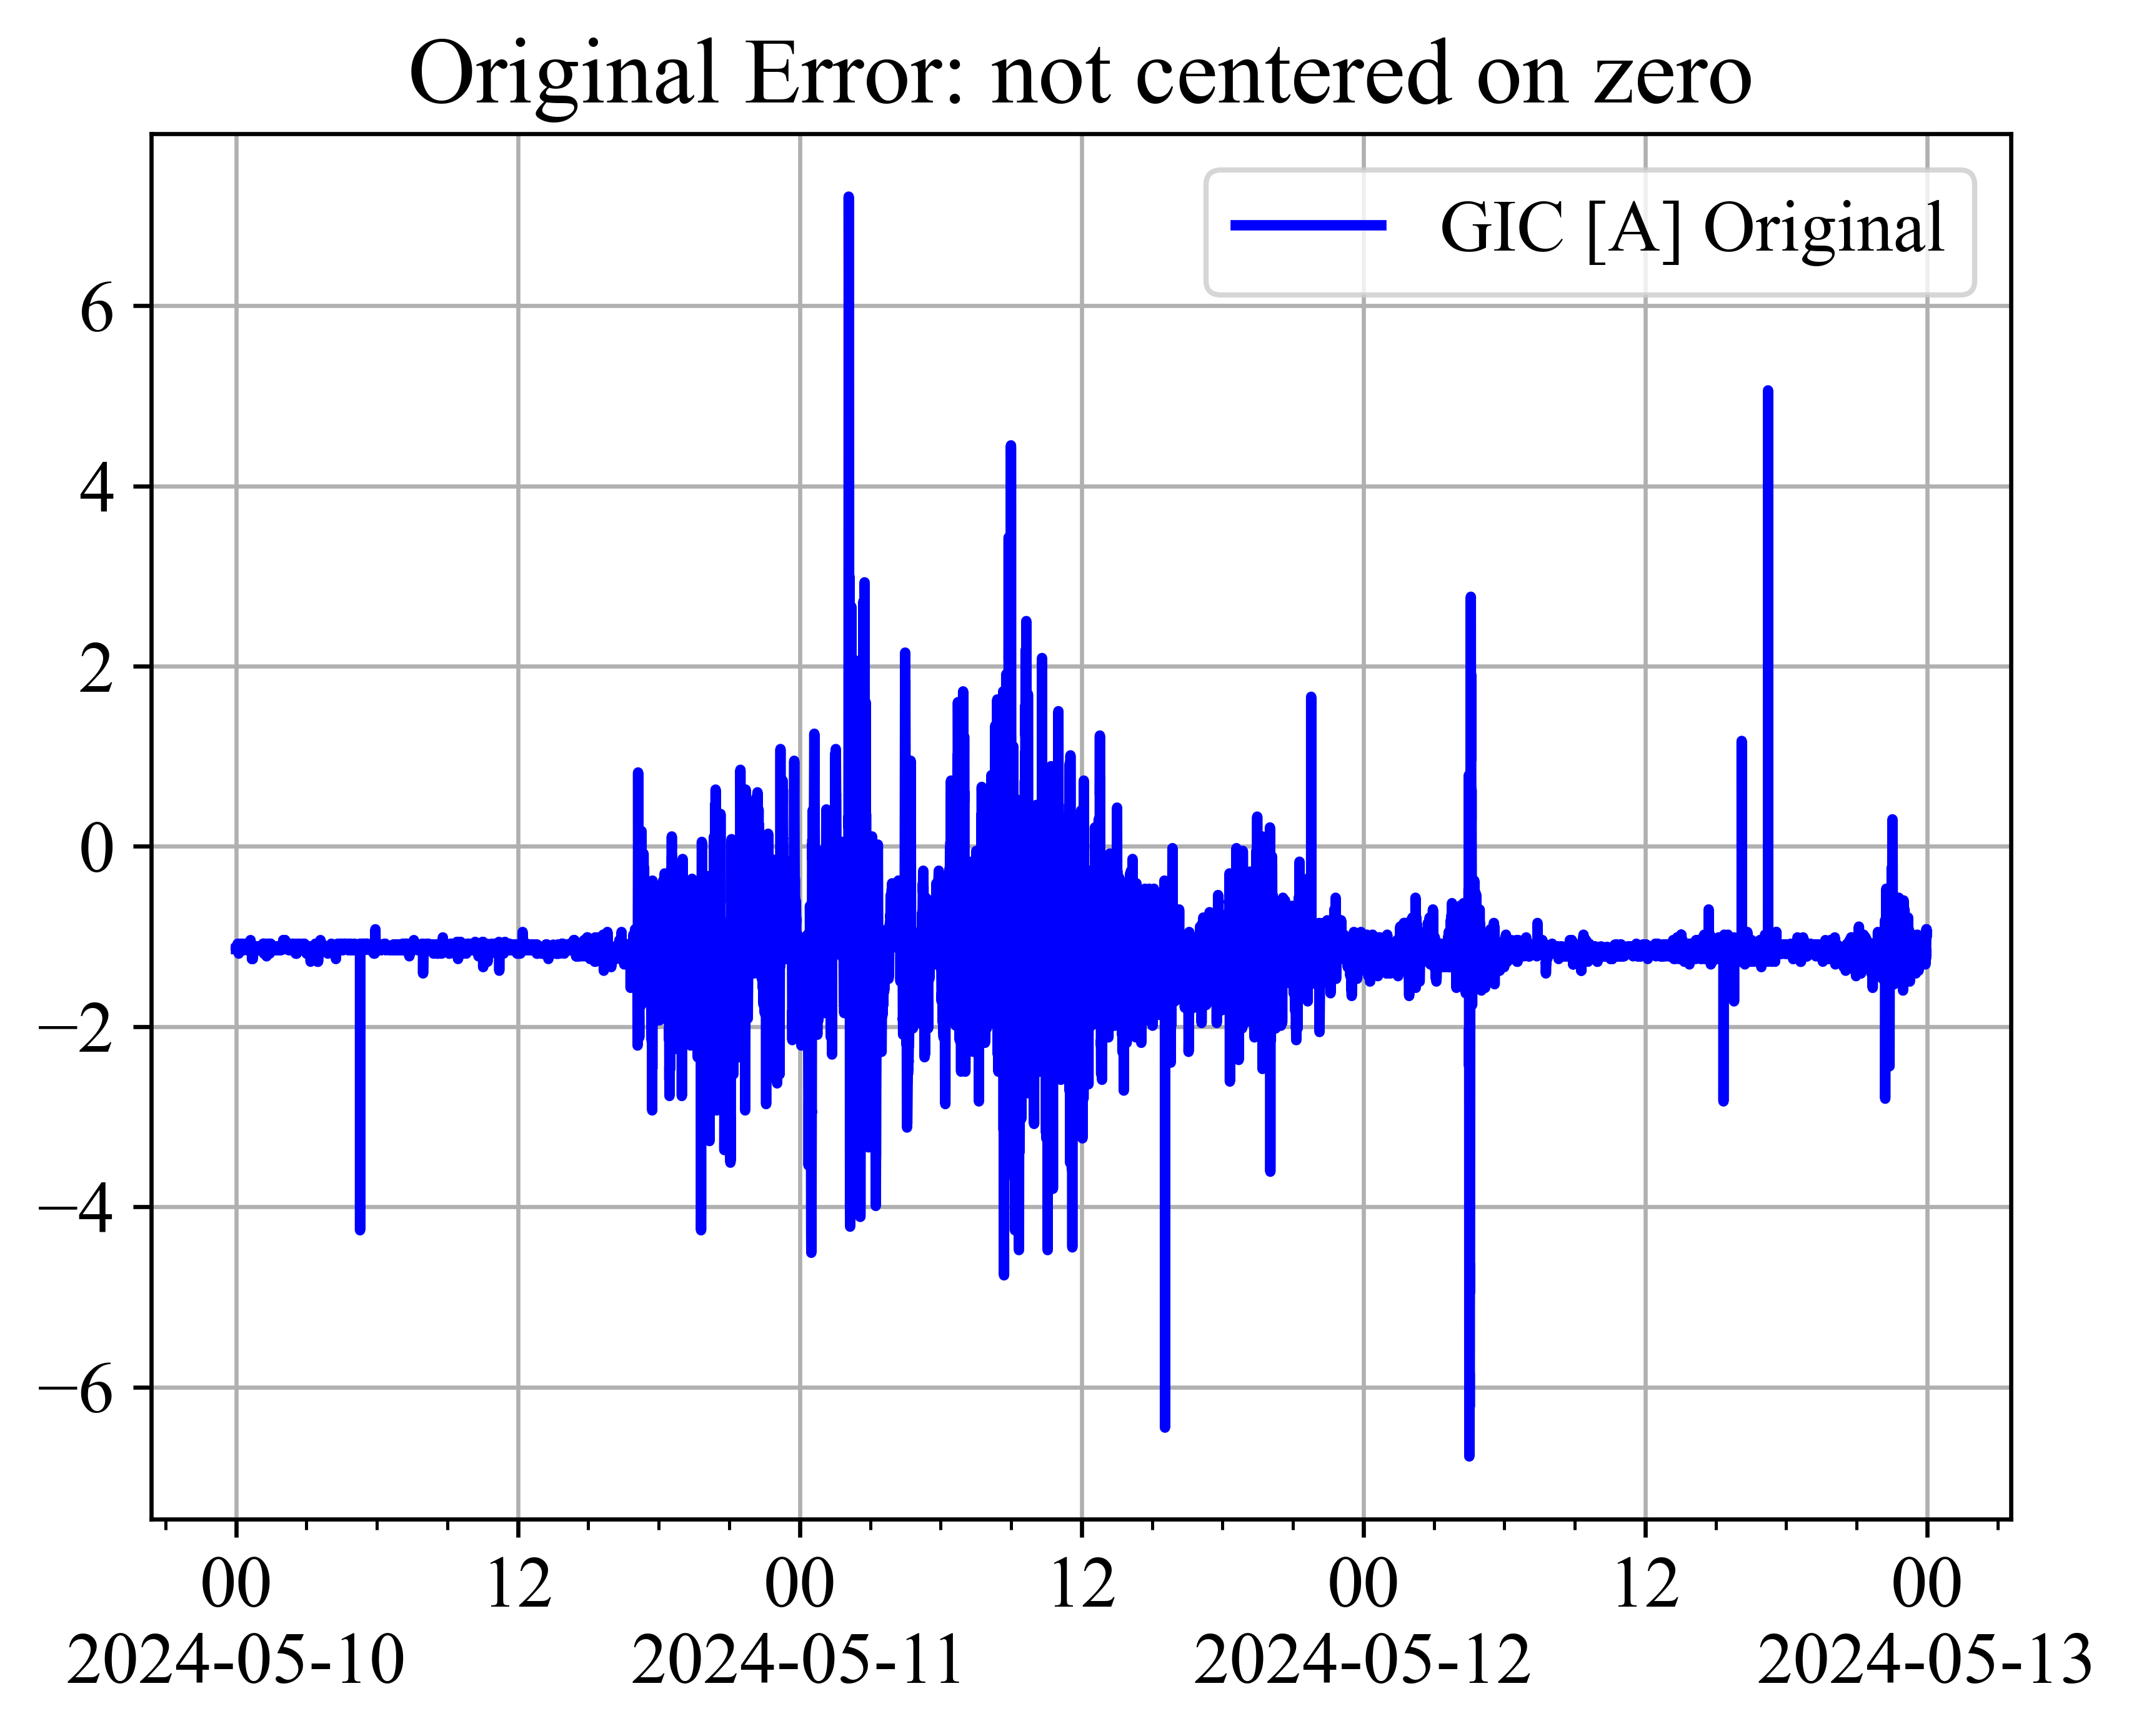 Original Error: not centered on zero
GIC [A] Original
6
4
2
0
−2
−4
−6
00 12 00 12 00 12 00
2024-05-10 2024-05-11 2024-05-12 2024-05-13